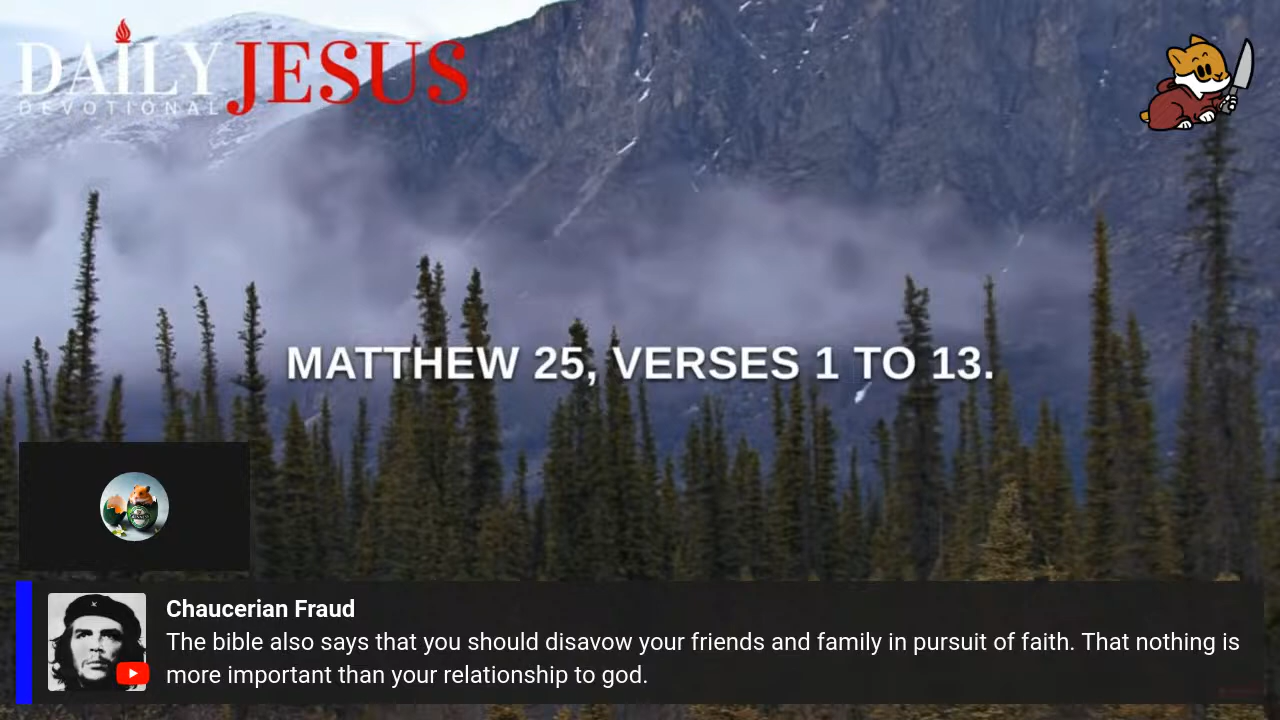 DAILY JESUS
DEVOTIONAL
MATTHEW 25, VERSES 1 TO 13.
Chaucerian Fraud
The bible also says that you should disavow your friends and family in pursuit of faith. That nothing is
more important than your relationship to god.